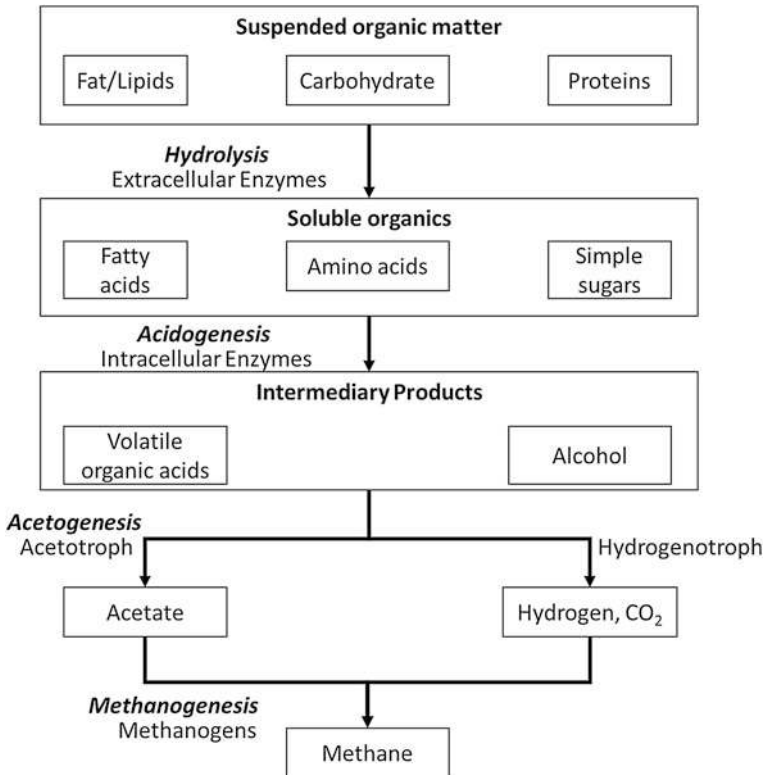 Suspended organic matter
Fat/Lipids
Carbohydrate
Proteins
Hydrolysis
Extracellular Enzymes
Soluble organics
Fatty
acids
Amino acids
Simple
sugars
Acidogenesis
Intracellular Enzymes
Intermediary Products
Volatile
organic acids
Alcohol
Acetogenesis
Acetotroph
Hydrogenotroph
Acetate
Hydrogen, CO₂
Methanogenesis
Methanogens
Methane